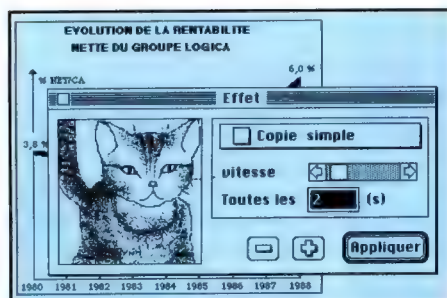 EVOLUTION DE LA RENTABILITE
NETTE DU GROUPE LOGICA
6,0 %
% NET/CA
Effet
3,8 %
Copie simple
vitesse
Toutes les 2 (s)
Appliquer
1980 1981 1982 1983 1984 1985 1986 1987 1988